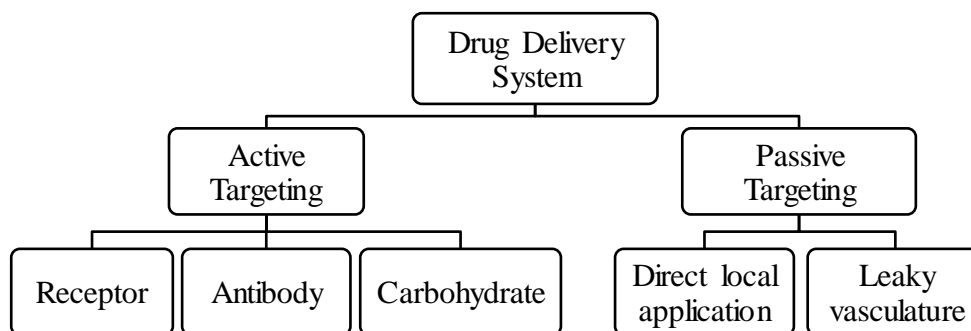 Drug Delivery
System
Active
Targeting
Passive
Targeting
Receptor
Antibody
Carbohydrate
Direct local
application
Leaky
vasculature